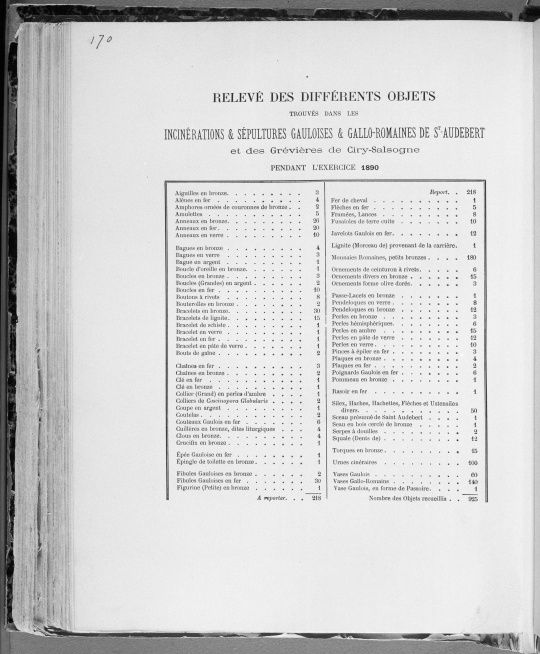 170
RELEVÉ DES DIFFÉRENTS OBJETS
TROUVÉS DANS LES
INCINÉRATIONS & SÉPULTURES GAULOISES & GALLO-ROMAINES DE St-AUDEBERT
et des Grévières de Ciry-Salsogne
PENDANT L'EXERCICE 1890
Aiguilles en bronze. 3
Alènes en fer 4
Amphores ornées de couronnes de bronze. 2
Amulettes 5
Anneaux en bronze. 26
Anneaux en fer. 20
Anneaux en verre 10
Bagues en bronze 4
Bagues en verre 3
Bague en argent 1
Boucle d'oreille en bronze. 1
Boucles en bronze 3
Boucles (Grandes) en argent 2
Boucles en fer 10
Boutons à rivets 8
Bouterolles en bronze 2
Bracelets en bronze. 30
Bracelets de lignite. 15
Bracelet de schiste 1
Bracelet en verre 1
Bracelet en fer 1
Bracelet en pâte de verre 1
Bouts de gaine 2
Chaînes en fer 3
Chaînes en bronze 2
Clé en fer 1
Clé en bronze 1
Collier (Grand) en perles d'ambre 1
Colliers de Coscinopora Globularis 2
Coupe en argent 1
Coutelas 2
Couteaux Gaulois en fer 6
Cuillères en bronze, dites liturgiques 4
Clous en bronze. 4
Crucifix en bronze 1
Épée Gauloise en fer 1
Épingle de toilette en bronze 1
Fibules Gauloises en bronze 2
Fibules Gauloises en fer 30
Figurine (Petite) en bronze 1
A reporter. 218
Report. 218
Fer de cheval 1
Flèches en fer 5
Framées, Lances 8
Fusaïoles de terre cuite 10
Javelots Gaulois en fer. 12
Lignite (Morceau de) provenant de la carrière. 1
Monnaies Romaines, petits bronzes 180
Ornements de ceinturon à rivets. 6
Ornements divers en bronze 15
Ornements forme olive dorés. 3
Passe-Lacets en bronze 1
Pendeloques en verre 8
Pendeloques en bronze 12
Perles en bronze 3
Perles hémisphériques. 6
Perles en ambre 15
Perles en pâte de verre 12
Perles en verre. 10
Pinces à épiler en fer 3
Plaques en bronze 4
Plaques en fer 2
Poignards Gaulois en fer 6
Pommeau en bronze 1
Rasoir en fer 1
Silex, Haches, Hachettes, Flèches et Ustensiles
divers. 50
Sceau présumé de Saint Audebert 1
Seau en bois cerclé de bronze 1
Serpes à douilles 2
Squale (Dents de) 12
Torques en bronze 15
Urnes cinéraires 100
Vases Gaulois 60
Vases Gallo-Romains 140
Vase Gaulois, en forme de Passoire. 1
Nombre des Objets recueillis 925